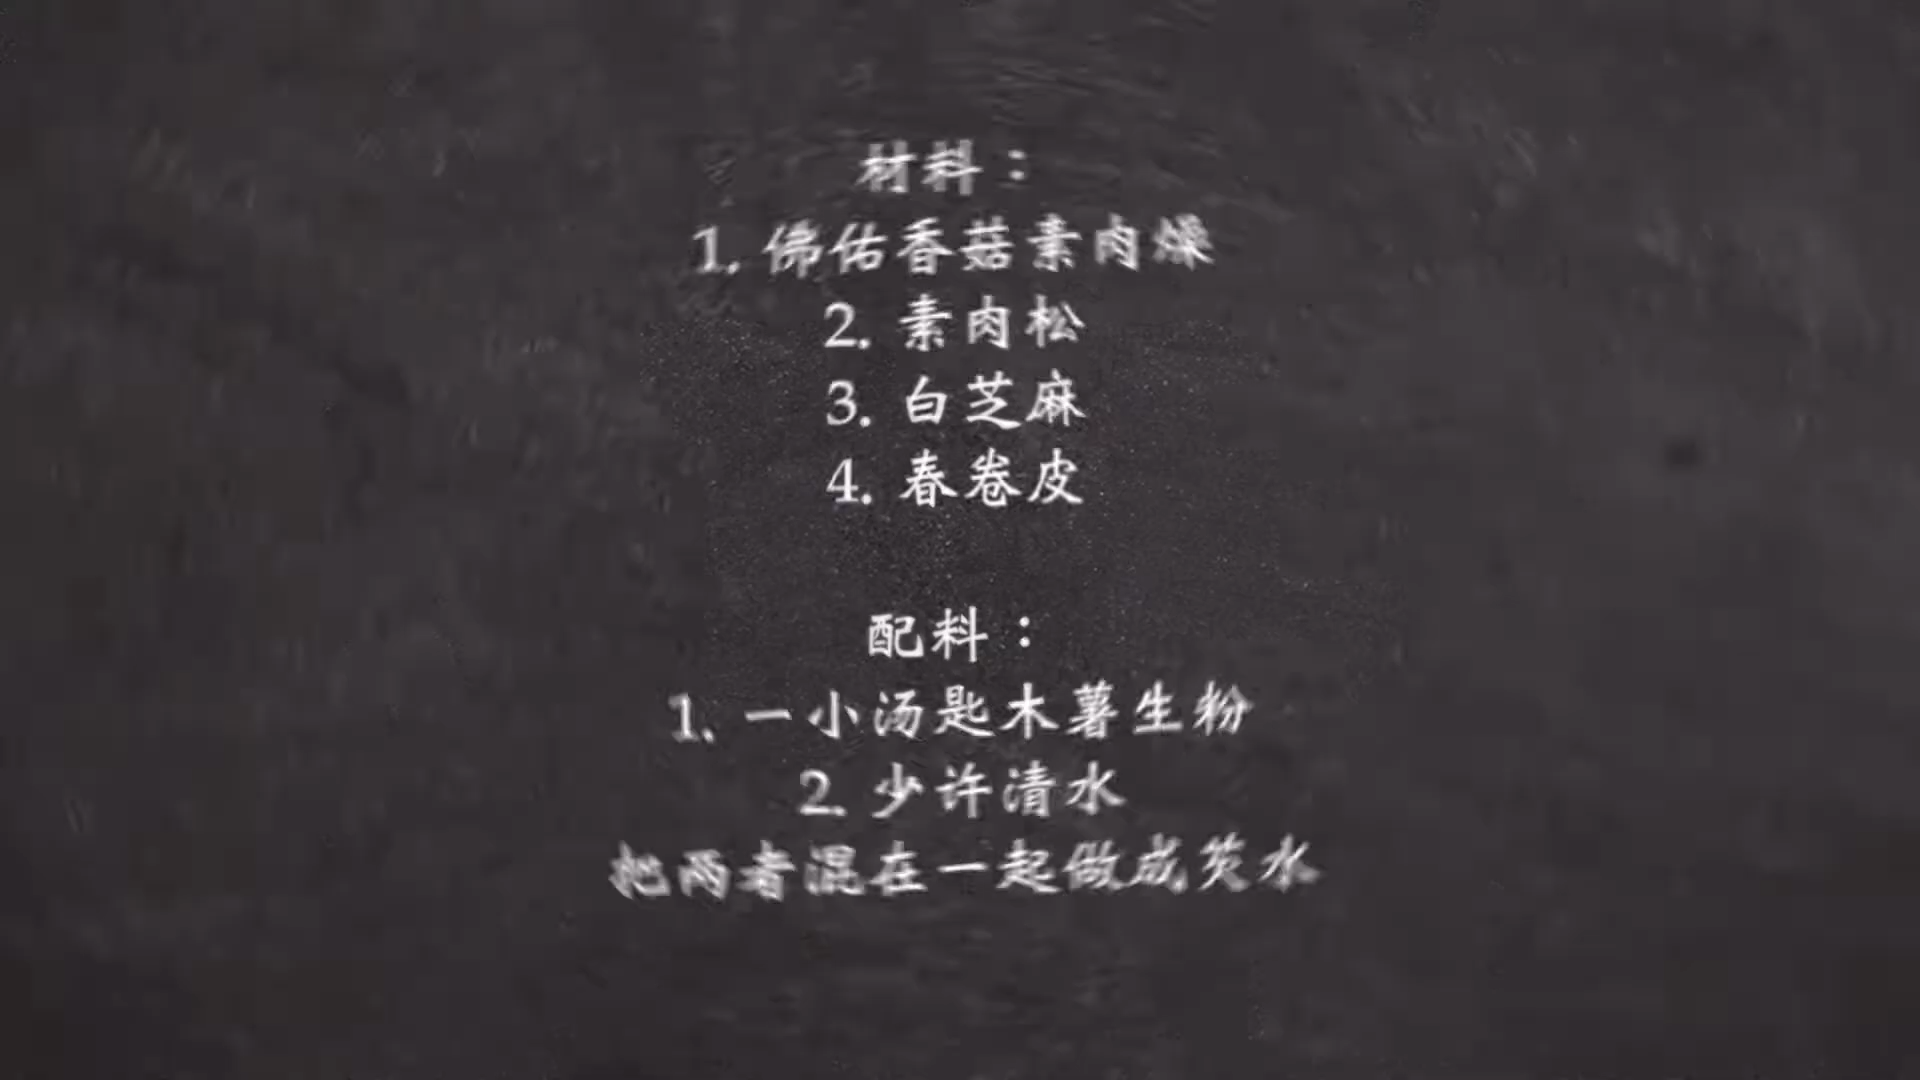 材料：
1. 佛佑香菇素肉燥
2. 素肉松
3. 白芝麻
4. 春卷皮
配料：
1. 一小汤匙木薯生粉
2. 少许清水
把两者混在一起做成芡水